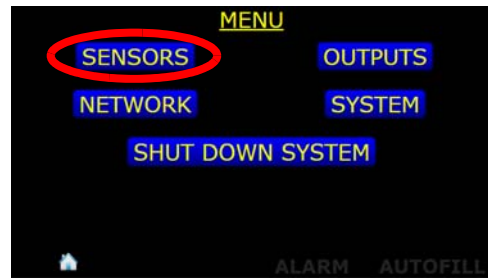 MENU
SENSORS OUTPUTS
NETWORK SYSTEM
SHUT DOWN SYSTEM
ALARM AUTOFILL